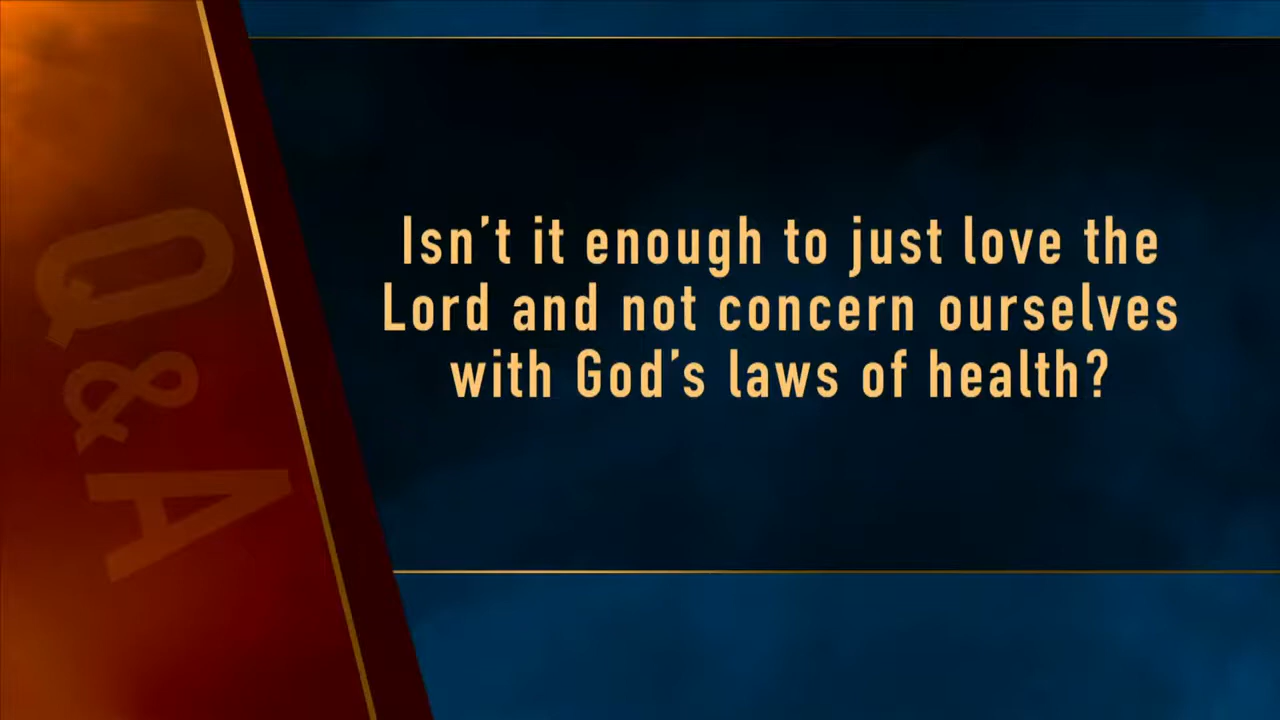 Q&A
Isn't it enough to just love the
Lord and not concern ourselves
with God's laws of health?